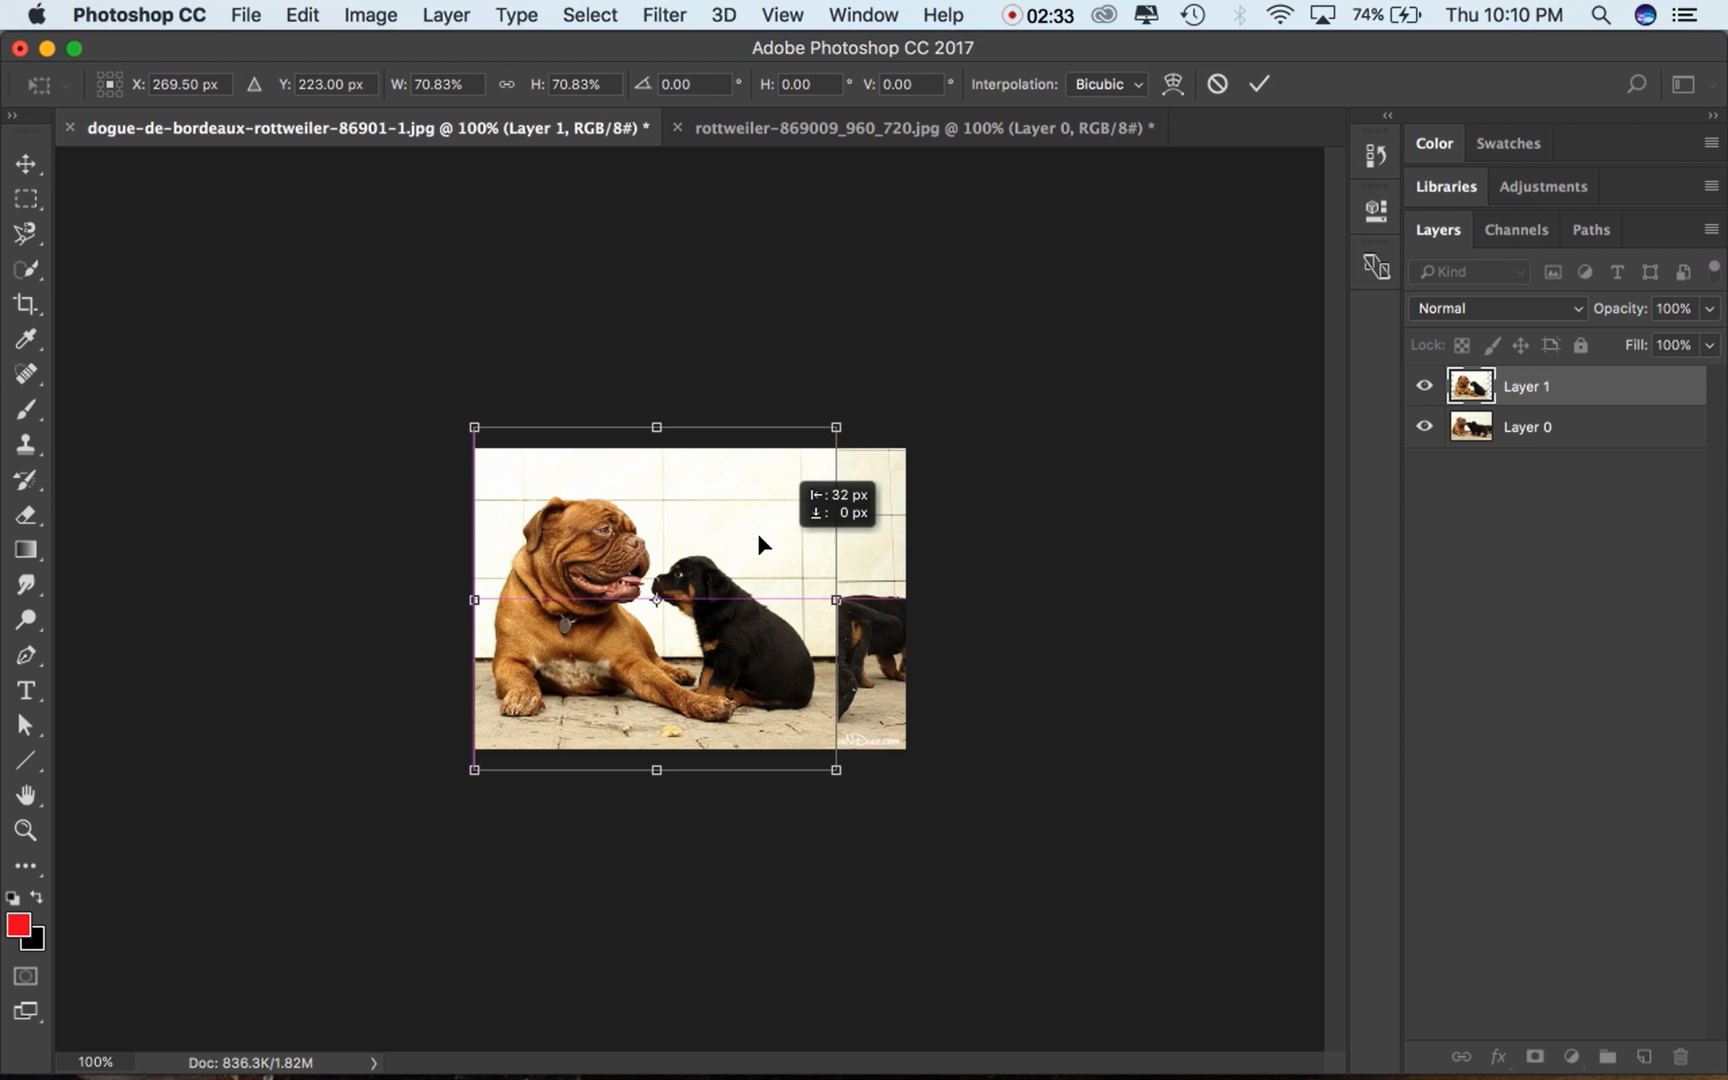 Photoshop CC File Edit Image Layer Type Select Filter 3D View Window Help 02:33 74% Thu 10:10 PM
Adobe Photoshop CC 2017
X: 269.50 px Y: 223.00 px W: 70.83% H: 70.83% 0.00 ° H: 0.00 ° V: 0.00 ° Interpolation: Bicubic
dogue-de-bordeaux-rottweiler-86901-1.jpg @ 100% (Layer 1, RGB/8#) * rottweiler-869009_960_720.jpg @ 100% (Layer 0, RGB/8#) *
Color Swatches
Libraries Adjustments
Layers Channels Paths
Kind
Normal Opacity: 100%
Lock: Fill: 100%
Layer 1
Layer 0
: 32 px
: 0 px
100% Doc: 836.3K/1.82M